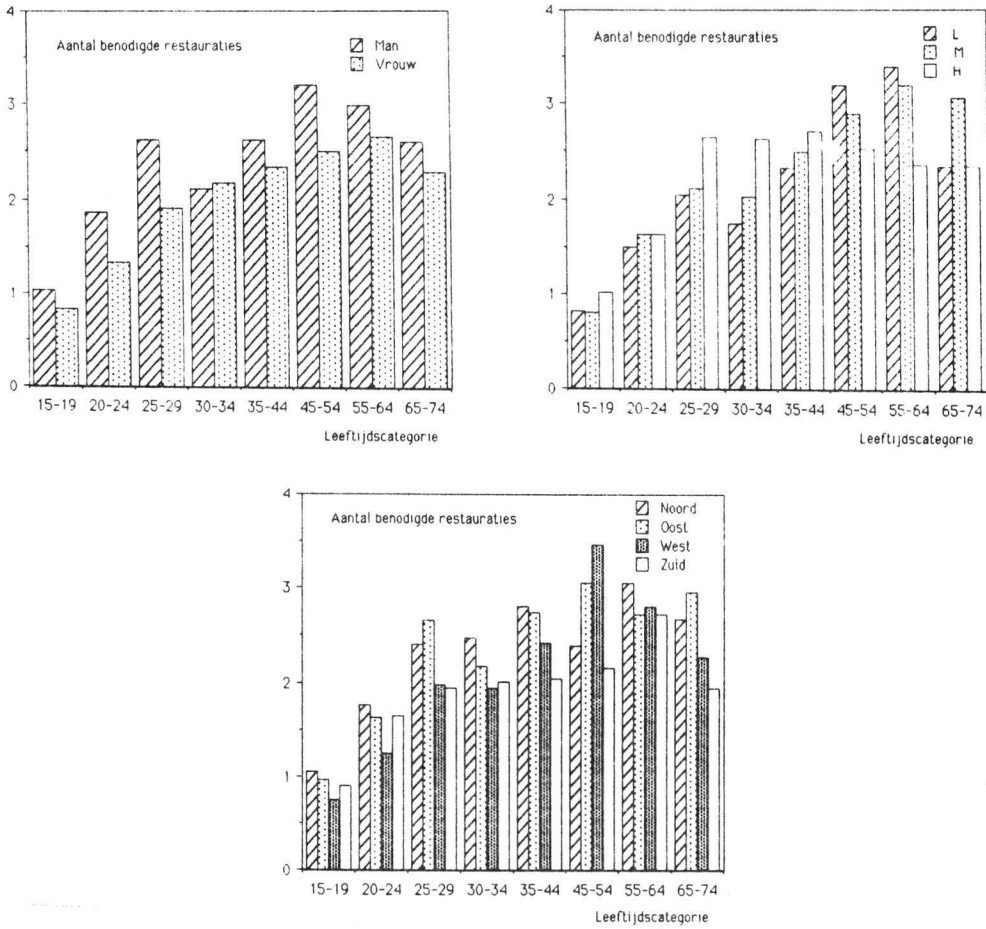 4
Aantal benodigde restauraties
Man
Vrouw
3
2
1
0
15-19 20-24 25-29 30-34 35-44 45-54 55-64 65-74
Leeftijdscategorie
4
Aantal benodigde restauraties
L
M
H
3
2
1
0
15-19 20-24 25-29 30-34 35-44 45-54 55-64 65-74
Leeftijdscategorie
4
Aantal benodigde restauraties
Noord
Oost
West
Zuid
3
2
1
0
15-19 20-24 25-29 30-34 35-44 45-54 55-64 65-74
Leeftijdscategorie